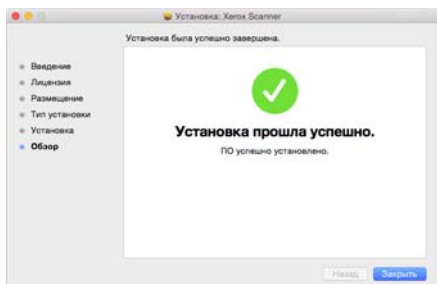 Установка: Xerox Scanner
Установка была успешно завершена.
Введение
Лицензия
Размещение
Тип установки
Установка
Обзор
Установка прошла успешно.
ПО успешно установлено.
Назад
Закрыть